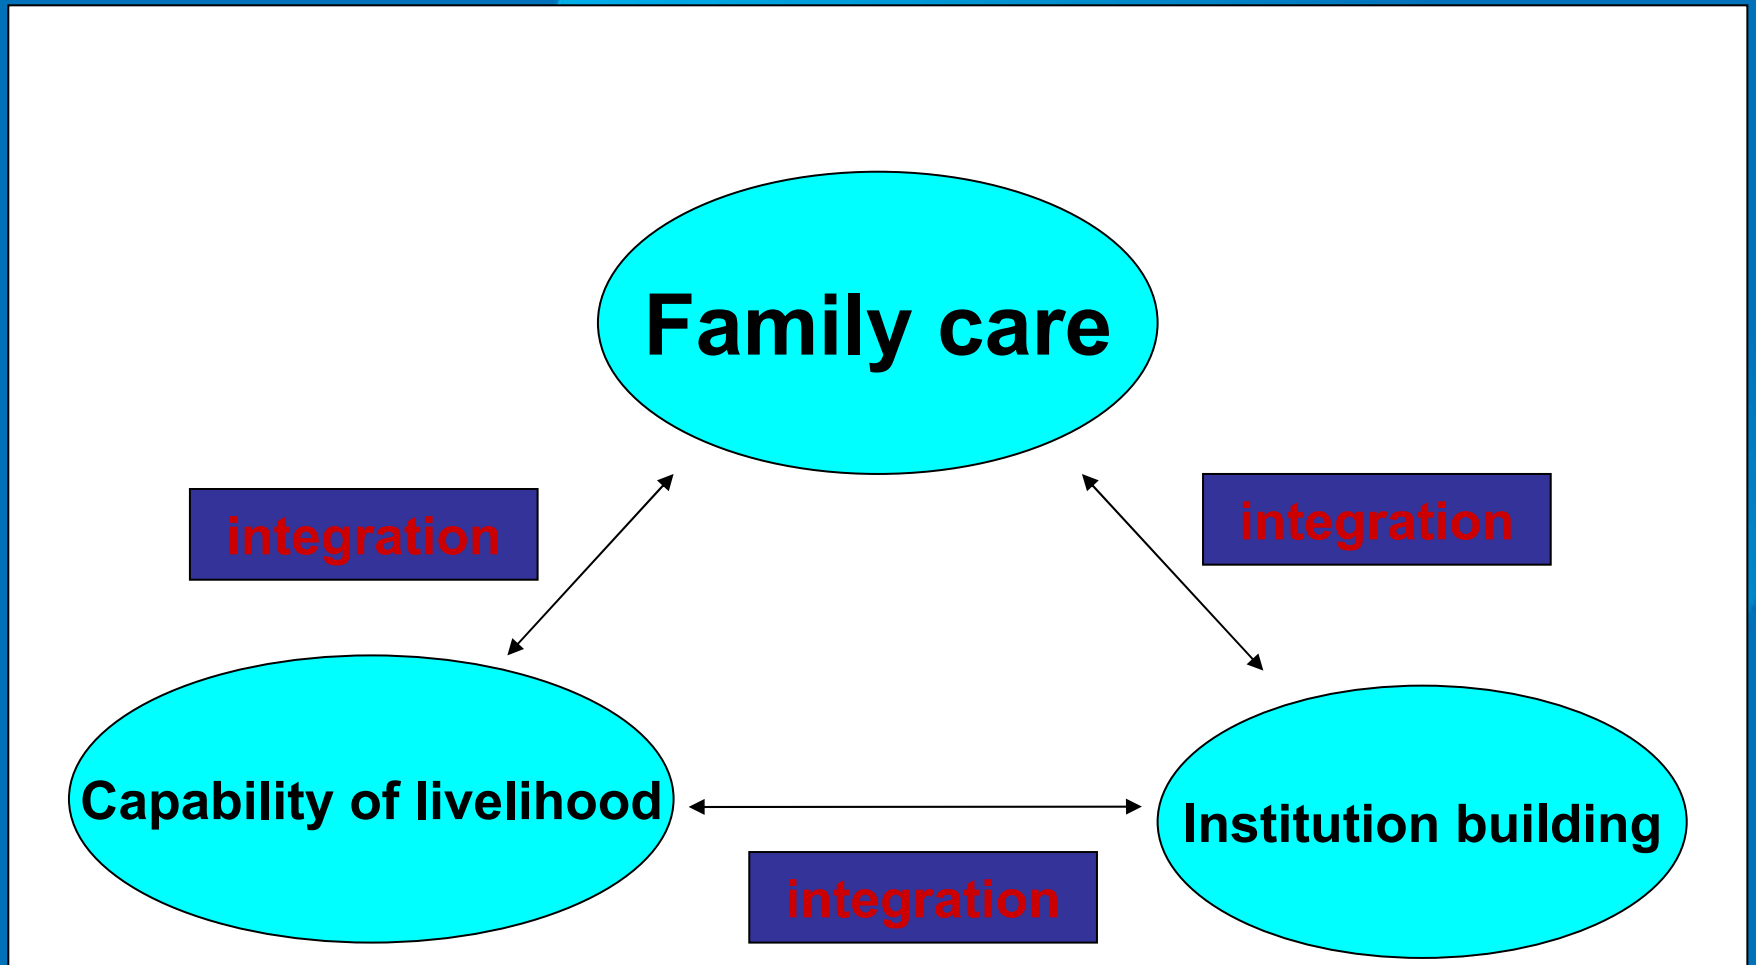 Family care
integration
integration
Capability of livelihood
Institution building
integration